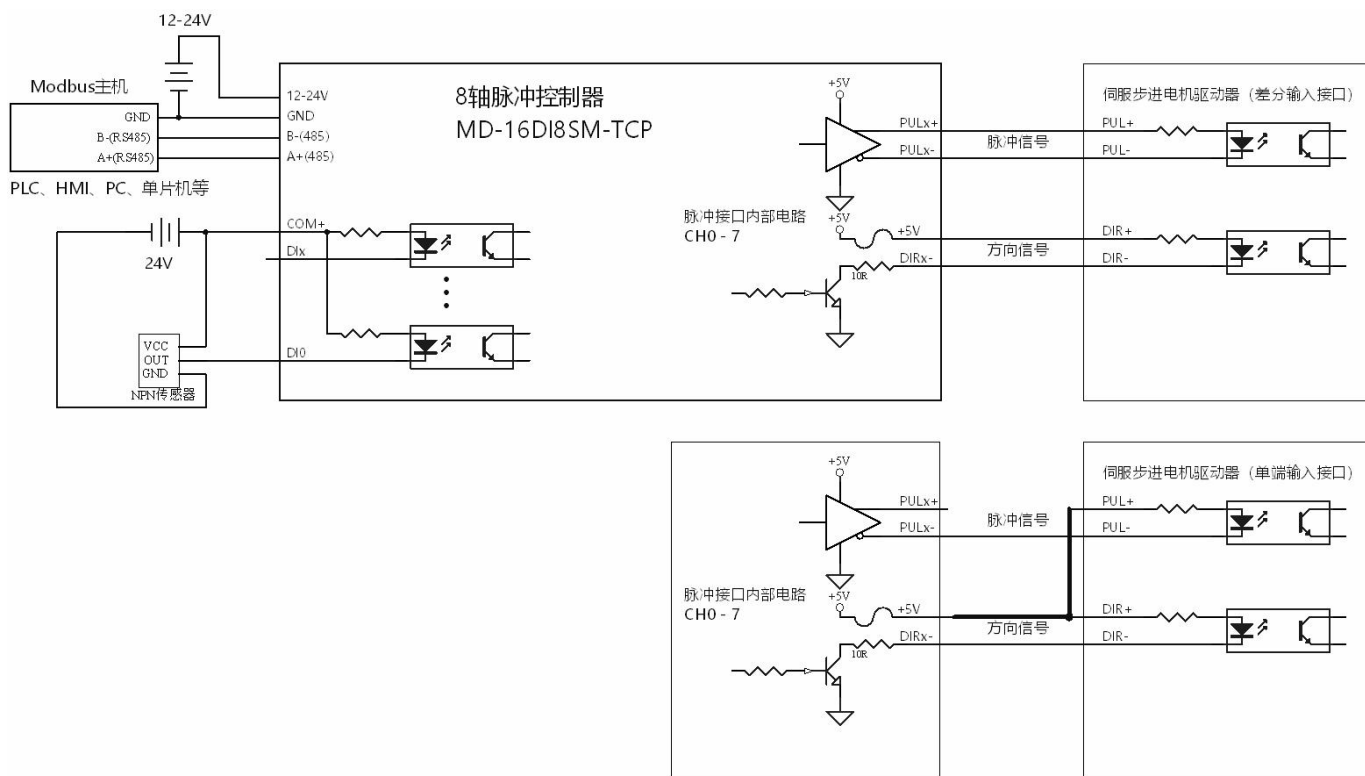 12-24V
Modbus主机
GND
B-(RS485)
A+(RS485)
PLC、HMI、PC、单片机等
12-24V
GND
B-(485)
A+(485)
8轴脉冲控制器
MD-16DI8SM-TCP
COM+
DIx
DI0
24V
VCC
OUT
GND
NPN传感器
+5V
PULx+
PULx-
脉冲接口内部电路
CH0 - 7
+5V
+5V
DIRx-
10R
脉冲信号
方向信号
伺服步进电机驱动器（差分输入接口）
PUL+
PUL-
DIR+
DIR-
+5V
PULx+
PULx-
脉冲接口内部电路
CH0 - 7
+5V
+5V
DIRx-
10R
脉冲信号
方向信号
伺服步进电机驱动器（单端输入接口）
PUL+
PUL-
DIR+
DIR-